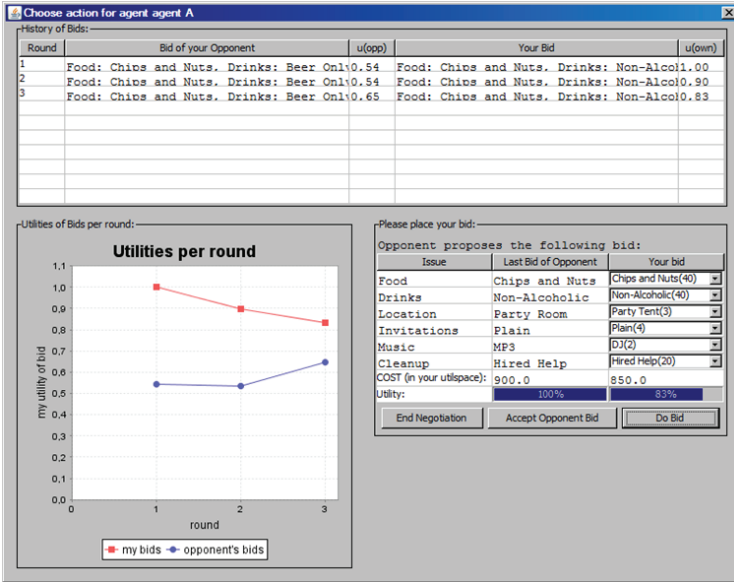 Choose action for agent agent A
History of Bids:
Round Bid of your Opponent u(opp) Your Bid u(own)
1 Food: Chips and Nuts. Drinks: Beer Only 0.54 Food: Chips and Nuts. Drinks: Non-Alcol 1.00
2 Food: Chips and Nuts. Drinks: Beer Only 0.54 Food: Chips and Nuts. Drinks: Non-Alcol 0.90
3 Food: Chips and Nuts. Drinks: Beer Only 0.65 Food: Chips and Nuts. Drinks: Non-Alcol 0.83
Utilities of Bids per round:
Utilities per round
1,1
1,0
0,9
0,8
0,7
0,6
0,5
0,4
0,3
0,2
0,1
0,0
my utility of bid
0 1 2 3
round
my bids opponent's bids
Please place your bid:
Opponent proposes the following bid:
Issue Last Bid of Opponent Your bid
Food Chips and Nuts Chips and Nuts(40)
Drinks Non-Alcoholic Non-Alcoholic(40)
Location Party Room Party Tent(3)
Invitations Plain Plain(4)
Music MP3 DJ(2)
Cleanup Hired Help Hired Help(20)
COST (in your utilspace): 900.0 850.0
Utility: 100% 83%
End Negotiation Accept Opponent Bid Do Bid